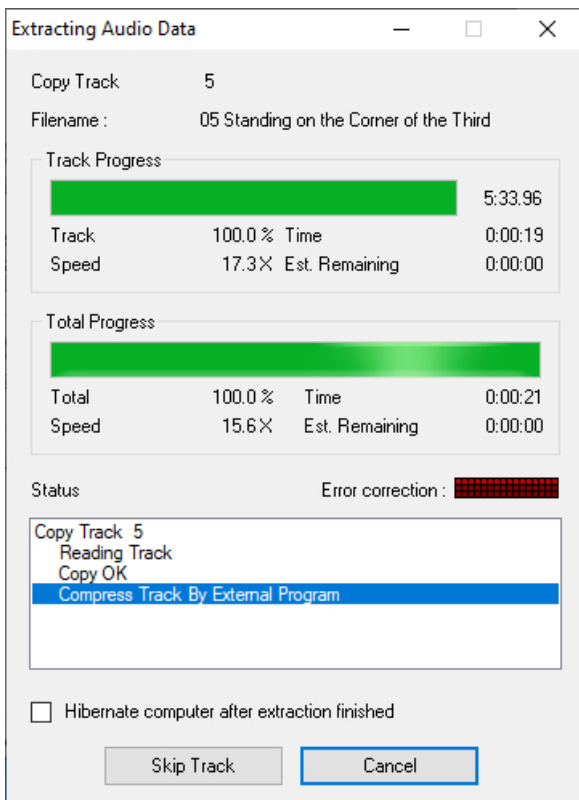 Extracting Audio Data
Copy Track 5
Filename : 05 Standing on the Corner of the Third
Track Progress
5:33.96
Track 100.0 % Time 0:00:19
Speed 17.3X Est. Remaining 0:00:00
Total Progress
Total 100.0 % Time 0:00:21
Speed 15.6X Est. Remaining 0:00:00
Status Error correction :
Copy Track 5
Reading Track
Copy OK
Compress Track By External Program
Hibernate computer after extraction finished
Skip Track Cancel